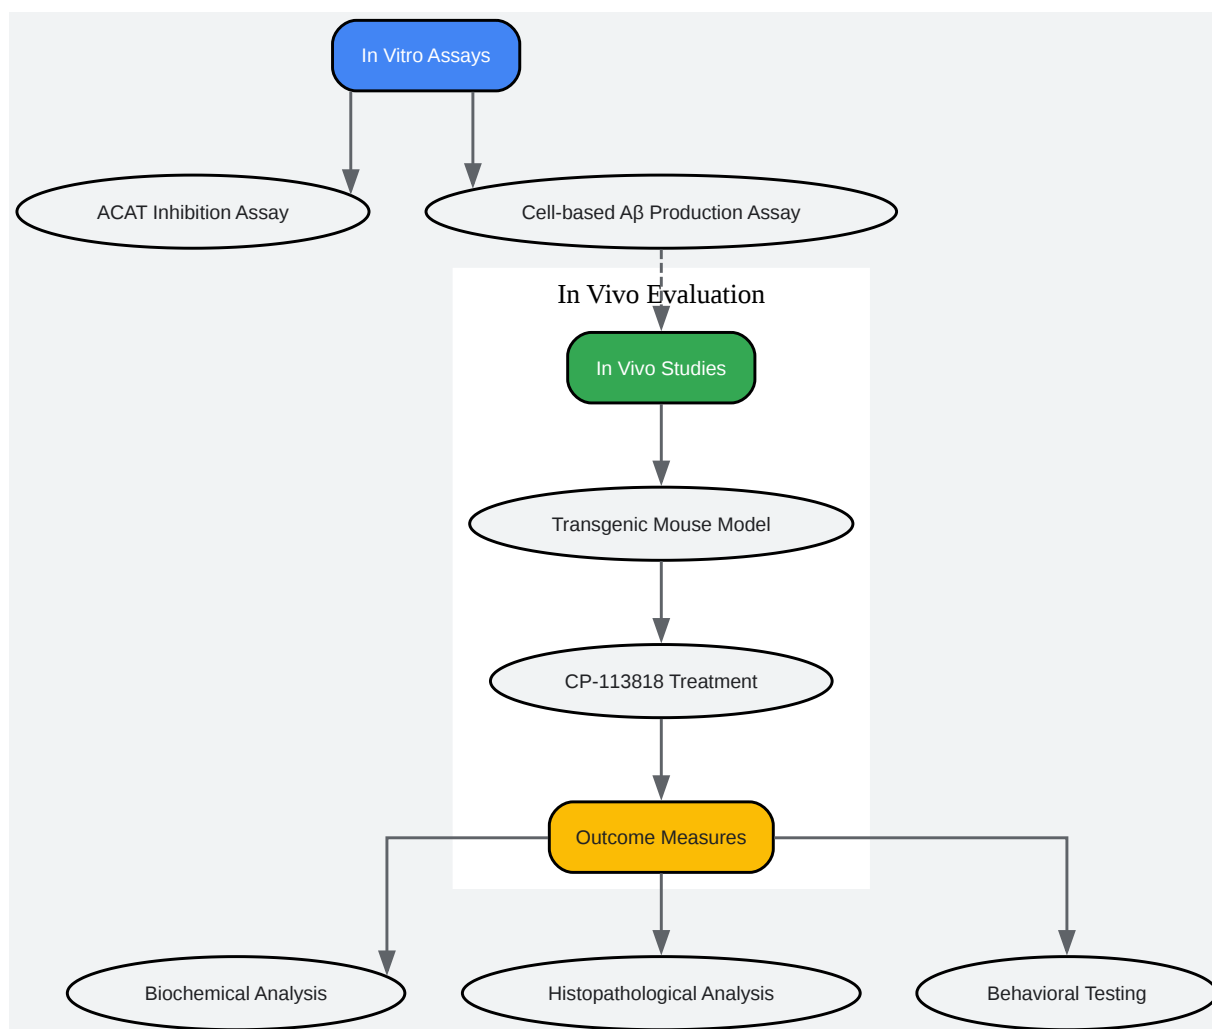 In Vitro Assays
ACAT Inhibition Assay
Cell-based Aβ Production Assay
In Vivo Evaluation
In Vivo Studies
Transgenic Mouse Model
CP-113818 Treatment
Outcome Measures
Biochemical Analysis
Histopathological Analysis
Behavioral Testing